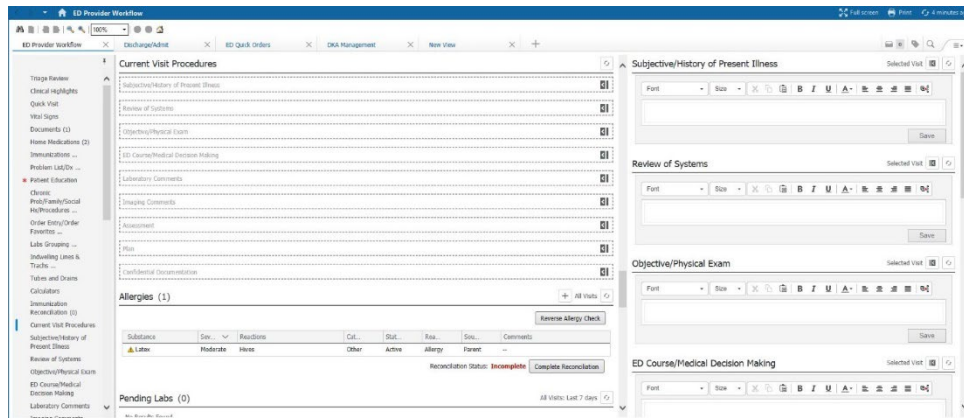 ED Provider Workflow
Full screen Print 4 minutes a
100%
ED Provider Workflow Discharge/Admit ED Quick Orders DKA Management New View
Triage Review
Clinical Highlights
Quick Visit
Vital Signs
Documents (1)
Home Medications (3)
Immunizations ...
Problem List/Dx ...
Patient Education
Chronic
Prob/Family/Social
Hx/Procedures ...
Order Entry/Order
Favorites ...
Labs Grouping ...
Indwelling Lines &
Trachs ...
Tubes and Drains
Calculators
Immunization
Reconciliation (0)
Current Visit Procedures
Subjective/History of
Present Illness
Review of Systems
Objective/Physical Exam
ED Course/Medical
Decision Making
Laboratory Comments
Imaging Comments
Current Visit Procedures
Subjective/History of Present Illness
Review of Systems
Objective/Physical Exam
ED Course/Medical Decision Making
Laboratory Comments
Imaging Comments
Assessment
Plan
Confidential Documentation
Allergies (1) All Visits
Reverse Allergy Check
Substance Sev... Reactions Cat... Stat... Rea... Sou... Comments
Latex Moderate Hives Other Active Allergy Parent --
Reconciliation Status: Incomplete Complete Reconciliation
Pending Labs (0) All Visits: Last 7 days
No Results Found
Subjective/History of Present Illness Selected Visit
Font Size B I U A
Save
Review of Systems Selected Visit
Font Size B I U A
Save
Objective/Physical Exam Selected Visit
Font Size B I U A
Save
ED Course/Medical Decision Making Selected Visit
Font Size B I U A